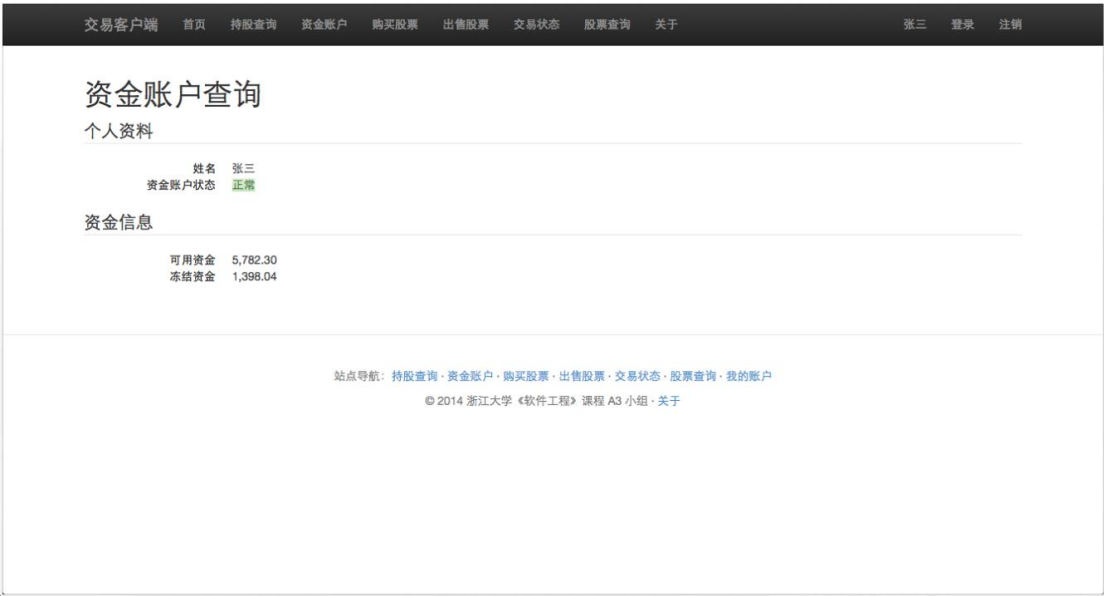 交易客户端 首页 持股查询 资金账户 购买股票 出售股票 交易状态 股票查询 关于 张三 登录 注销
资金账户查询
个人资料
姓名 张三
资金账户状态 正常
资金信息
可用资金 5,782.30
冻结资金 1,398.04
站点导航：持股查询 · 资金账户 · 购买股票 · 出售股票 · 交易状态 · 股票查询 · 我的账户
© 2014 浙江大学《软件工程》课程 A3 小组 · 关于